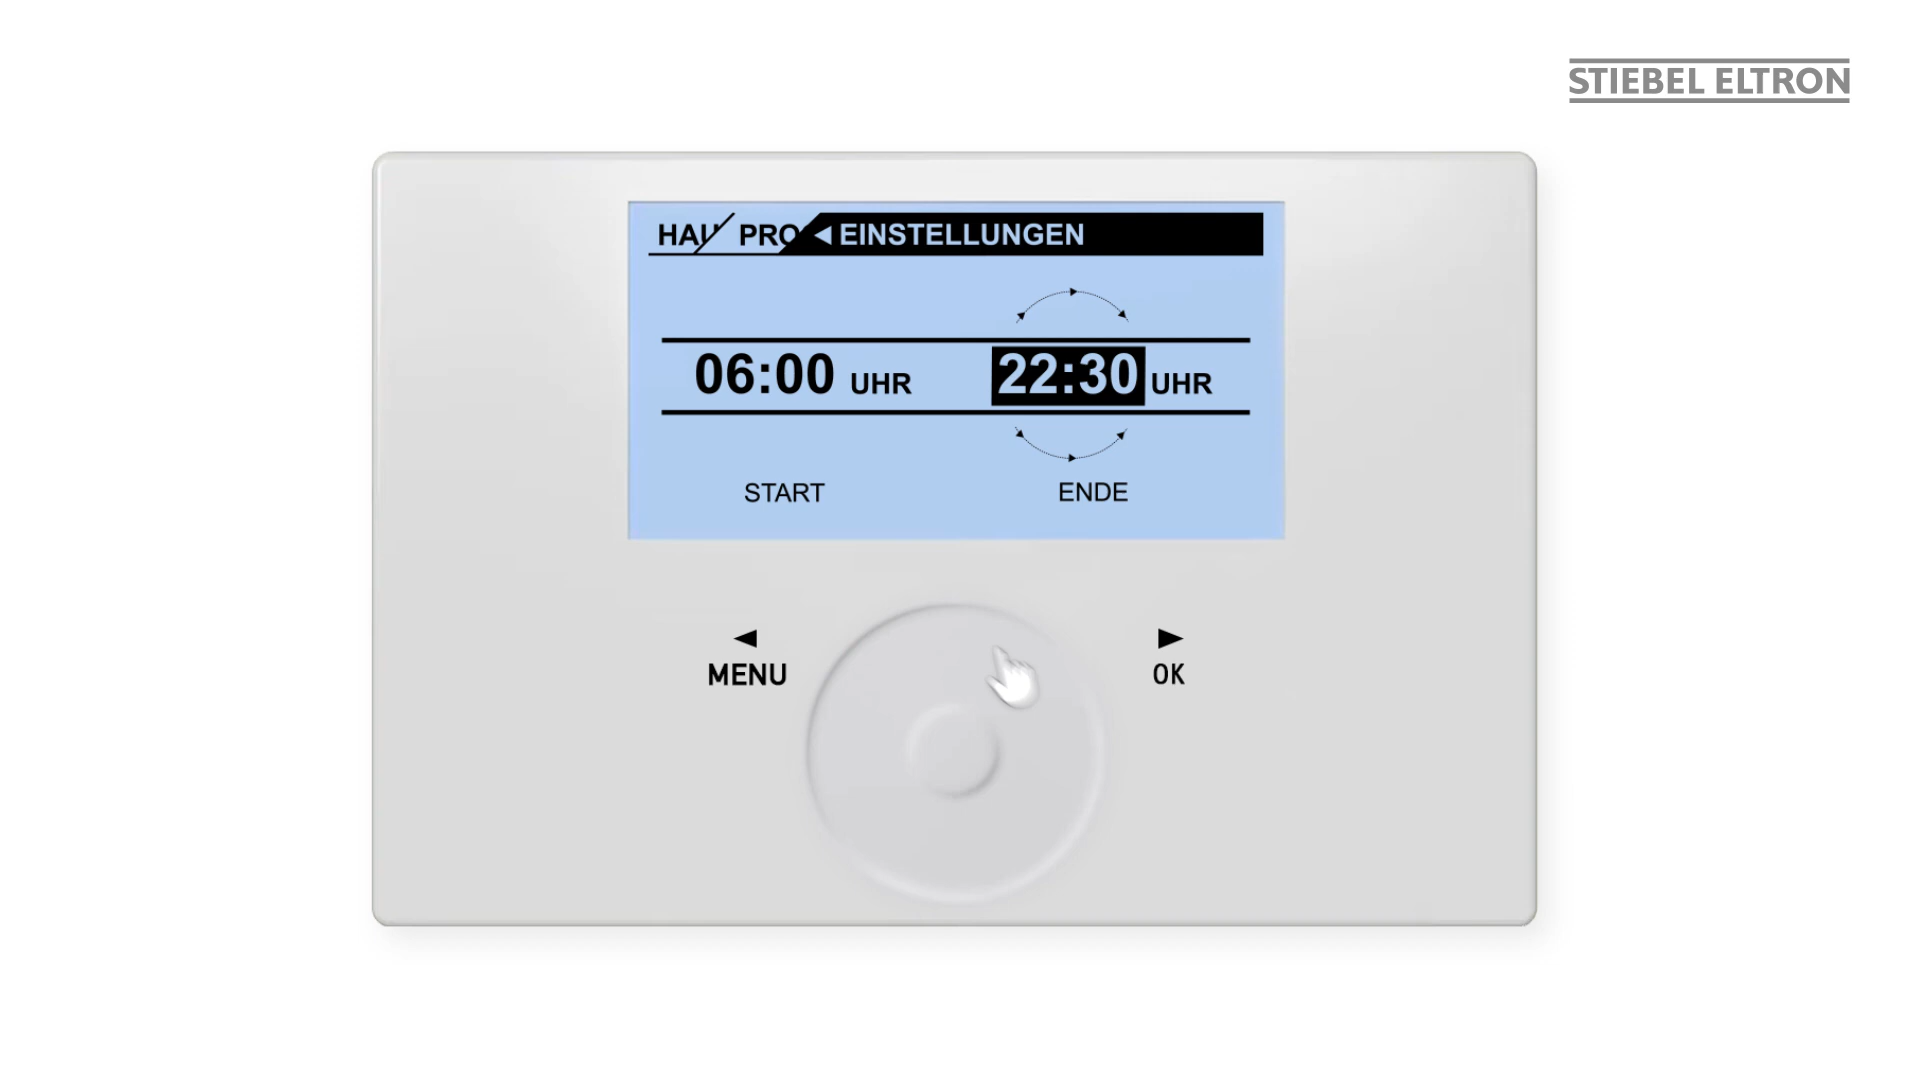 STIEBEL ELTRON
HAU PRO EINSTELLUNGEN
06:00 UHR 22:30 UHR
START ENDE
MENU OK